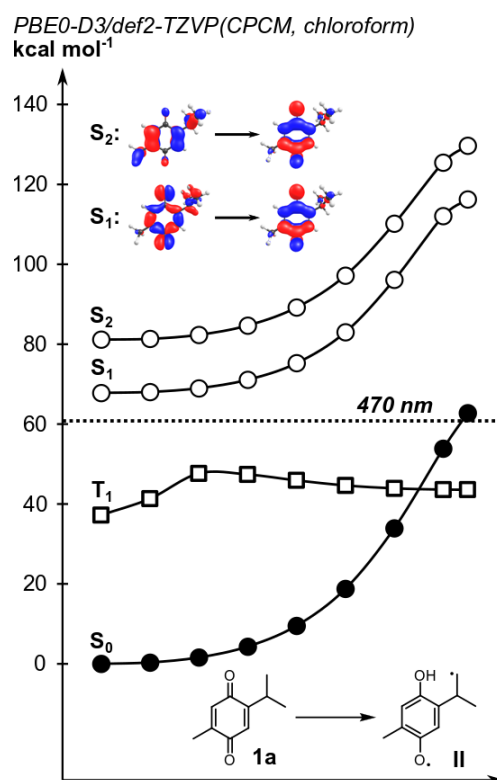 PBE0-D3/def2-TZVP(CPCM, chloroform)
kcal mol⁻¹
140
S₂:
120
S₁:
100
S₂
80
S₁
470 nm
60
T₁
40
20
S₀
0
O
O
1a
OH
O
II